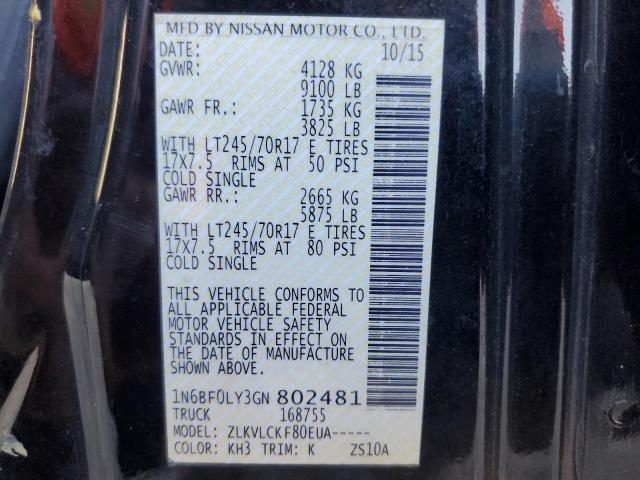 MFD BY NISSAN MOTOR CO., LTD.
DATE: 10/15
GVWR: 4128 KG
9100 LB
GAWR FR.: 1735 KG
3825 LB
WITH LT245/70R17 E TIRES
17X7.5 RIMS AT 50 PSI
COLD SINGLE
GAWR RR.: 2665 KG
5875 LB
WITH LT245/70R17 E TIRES
17X7.5 RIMS AT 80 PSI
COLD SINGLE
THIS VEHICLE CONFORMS TO
ALL APPLICABLE FEDERAL
MOTOR VEHICLE SAFETY
STANDARDS IN EFFECT ON
THE DATE OF MANUFACTURE
SHOWN ABOVE.
1N6BF0LY3GN802481
TRUCK 168755
MODEL: ZLKVLCKF80EUA-----
COLOR: KH3 TRIM: K ZS10A